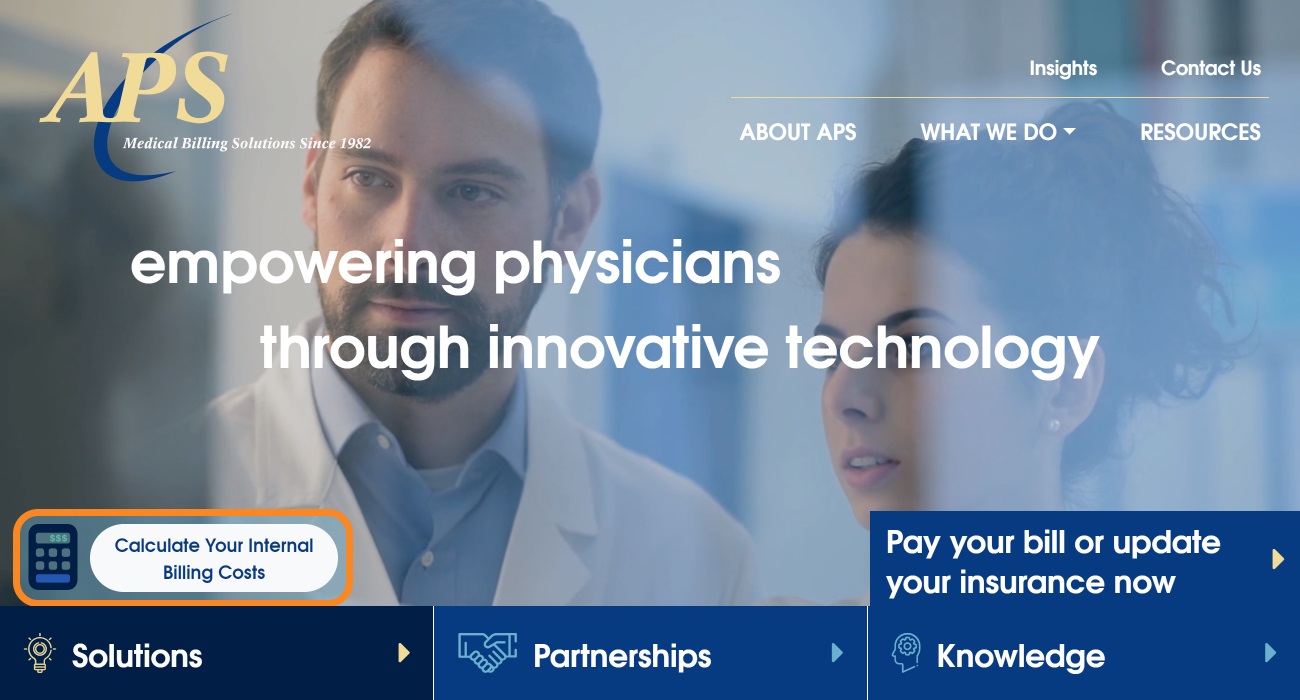 APS
Medical Billing Solutions Since 1982
Insights
Contact Us
ABOUT APS
WHAT WE DO
RESOURCES
empowering physicians
through innovative technology
$$$
Calculate Your Internal
Billing Costs
Pay your bill or update
your insurance now
Solutions
Partnerships
Knowledge